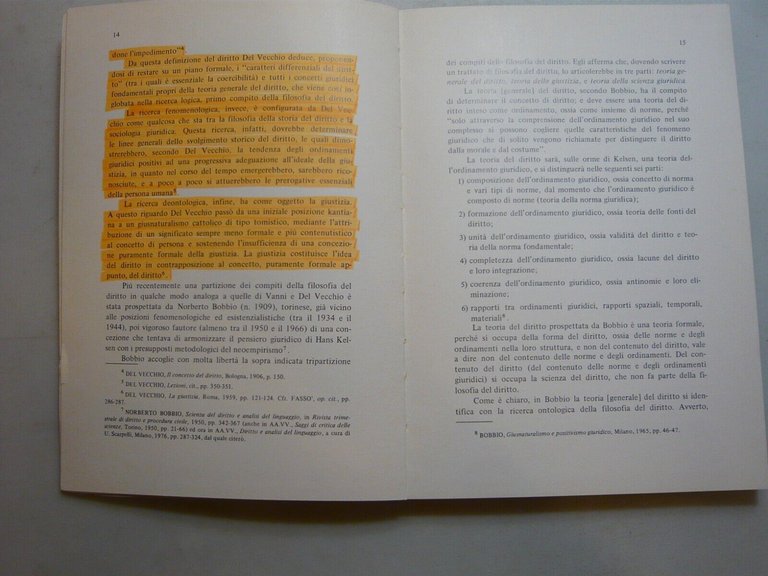 14
done l'impedimento"⁴.
Da questa definizione del diritto Del Vecchio deduce, proponen-
dosi di restare su un piano formale, i "caratteri differenziali del dirit-
to" (tra i quali è essenziale la coercibilità) e tutti i concetti giuridici
fondamentali propri della teoria generale del diritto, che viene così in-
globata nella ricerca logica, primo compito della filosofia del diritto.
La ricerca fenomenologica, invece, è configurata da Del Vec-
chio come qualcosa che sta tra la filosofia della storia del diritto e la
sociologia giuridica. Questa ricerca, infatti, dovrebbe determinare
le linee generali dello svolgimento storico del diritto, le quali dimo-
strerebbero, secondo Del Vecchio, la tendenza degli ordinamenti
giuridici positivi ad una progressiva adeguazione all'ideale della giu-
stizia, in quanto nel corso del tempo emergerebbero, sarebbero rico-
nosciute, e a poco a poco si attuerebbero le prerogative essenziali
della persona umana⁵.
La ricerca deontologica, infine, ha come oggetto la giustizia.
A questo riguardo Del Vecchio passò da una iniziale posizione kantia-
na a un giusnaturalismo cattolico di tipo tomistico, mediante l'attri-
buzione di un significato sempre meno formale e più contenutistico
al concetto di persona e sostenendo l'insufficienza di una concezio-
ne puramente formale della giustizia. La giustizia costituisce l'idea
del diritto in contrapposizione al concetto, puramente formale ap-
punto, del diritto⁶.
Più recentemente una partizione dei compiti della filosofia del
diritto in qualche modo analoga a quelle di Vanni e Del Vecchio è
stata prospettata da Norberto Bobbio (n. 1909), torinese, già vicino
alle posizioni fenomenologiche ed esistenzialistiche (tra il 1934 e il
1944), poi vigoroso fautore (almeno tra il 1950 e il 1966) di una con-
cezione che tentava di armonizzare il pensiero giuridico di Hans Kel-
sen con i presupposti metodologici del neoempirismo⁷.
Bobbio accoglie con molta libertà la sopra indicata tripartizione
⁴ DEL VECCHIO, Il concetto del diritto, Bologna, 1906, p. 150.
⁵ DEL VECCHIO, Lezioni, cit., pp. 350-351.
⁶ DEL VECCHIO, La giustizia, Roma, 1959, pp. 121-124. Cfr. FASSO', op. cit., pp.
286-287.
⁷ NORBERTO BOBBIO, Scienza del diritto e analisi del linguaggio, in Rivista trime-
strale di diritto e procedura civile, 1950, pp. 342-367 (anche in AA.VV., Saggi di critica delle
scienze, Torino, 1950, pp. 21-66) ed ora in AA.VV., Diritto e analisi del linguaggio, a cura di
U. Scarpelli, Milano, 1976, pp. 287-324, dal quale citerò.
15
dei compiti della filosofia del diritto. Egli afferma che, dovendo scrivere
un trattato di filosofia del diritto, lo articolerebbe in tre parti: teoria ge-
nerale del diritto, teoria della giustizia, e teoria della scienza giuridica
La teoria [generale] del diritto, secondo Bobbio, ha il compito
di determinare il concetto di diritto; e deve essere una teoria del di-
ritto inteso come ordinamento, ossia come insieme di norme, perché
"solo attraverso la comprensione dell'ordinamento giuridico nel
suo complesso si possono cogliere quelle caratteristiche del fenomeno
giuridico che di solito vengono richiamate per distinguere il diritto
dalla morale e dal costume".
La teoria del diritto sarà, sulle orme di Kelsen, una teoria del-
l'ordinamento giuridico, e si distinguerà nelle seguenti sei parti:
1) composizione dell'ordinamento giuridico, ossia concetto di norma
e vari tipi di norme, dal momento che l'ordinamento giuridico è
composto di norme (teoria della norma giuridica);
2) formazione dell'ordinamento giuridico, ossia teoria delle fonti del
diritto;
3) unità dell'ordinamento giuridico, ossia validità del diritto e teo-
ria della norma fondamentale;
4) completezza dell'ordinamento giuridico, ossia lacune del diritto
e loro integrazione;
5) coerenza dell'ordinamento giuridico, ossia antinomie e loro eli-
minazione;
6) rapporti tra ordinamenti giuridici, rapporti spaziali, temporali,
materiali⁸.
La teoria del diritto prospettata da Bobbio è una teoria formale,
perché si occupa della forma del diritto, ossia delle norme e degli
ordinamenti nella loro struttura, e non del contenuto del diritto, vale
a dire non del contenuto delle norme e degli ordinamenti. Del con-
tenuto del diritto (del contenuto delle norme e degli ordinamenti
giuridici) si occupa la scienza del diritto, che non fa parte della fi-
losofia del diritto.
Come è chiaro, in Bobbio la teoria [generale] del diritto si i-
dentifica con la ricerca ontologica della filosofia del diritto. Avverto,
⁸ BOBBIO, Giusnaturalismo e positivismo giuridico, Milano, 1965, pp. 46-47.